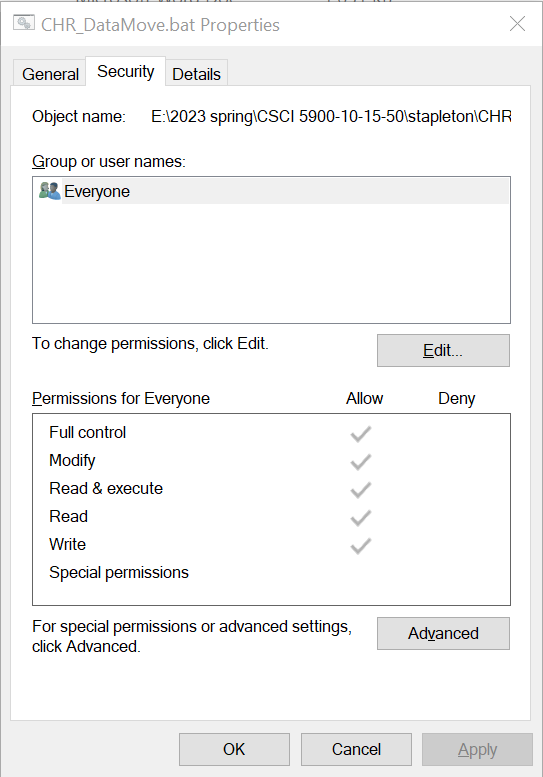 CHR_DataMove.bat Properties
General Security Details
Object name: E:\2023 spring\CSCI 5900-10-15-50\stapleton\CHR
Group or user names:
Everyone
To change permissions, click Edit.
Edit...
Permissions for Everyone Allow Deny
Full control
Modify
Read & execute
Read
Write
Special permissions
For special permissions or advanced settings,
click Advanced.
Advanced
OK Cancel Apply